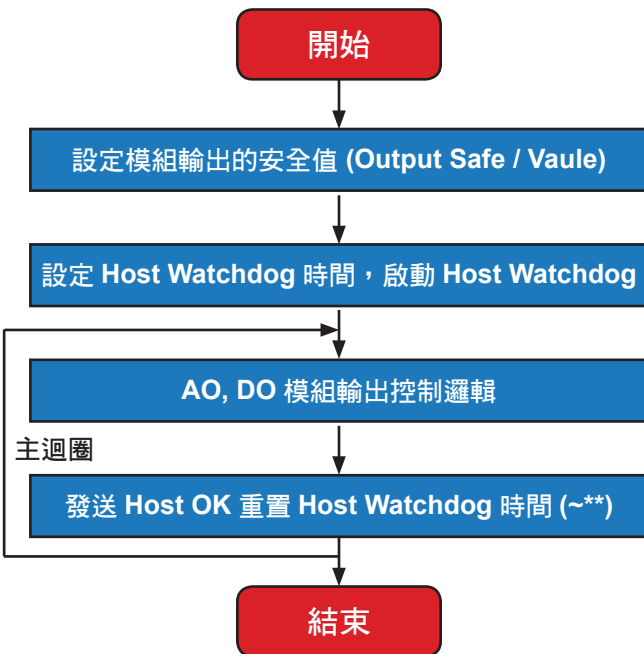 開始
設定模組輸出的安全值 (Output Safe / Vaule)
設定 Host Watchdog 時間，啟動 Host Watchdog
AO, DO 模組輸出控制邏輯
主迴圈
發送 Host OK 重置 Host Watchdog 時間 (~**)
結束